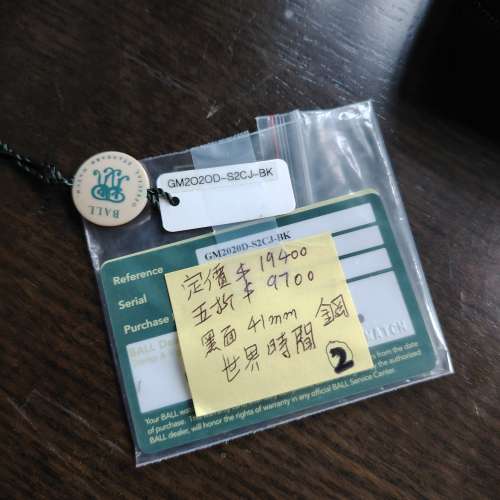 BALL
GM2020D-S2CJ-BK
GM2020D-S2CJ-BK
Reference
Serial
Purchase
BALL
定價 $ 19400
五折 $ 9700
黑面 41mm 鋼
世界時間 2
WATCH
Your BALL
of purchase.
BALL dealer, will honor the rights of warranty in any official BALL Service Center.
from the date
the authorized